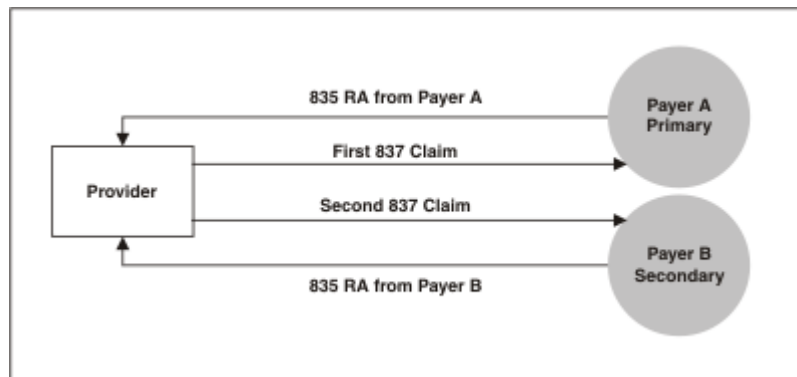 835 RA from Payer A
Payer A
Primary
First 837 Claim
Provider
Second 837 Claim
Payer B
Secondary
835 RA from Payer B